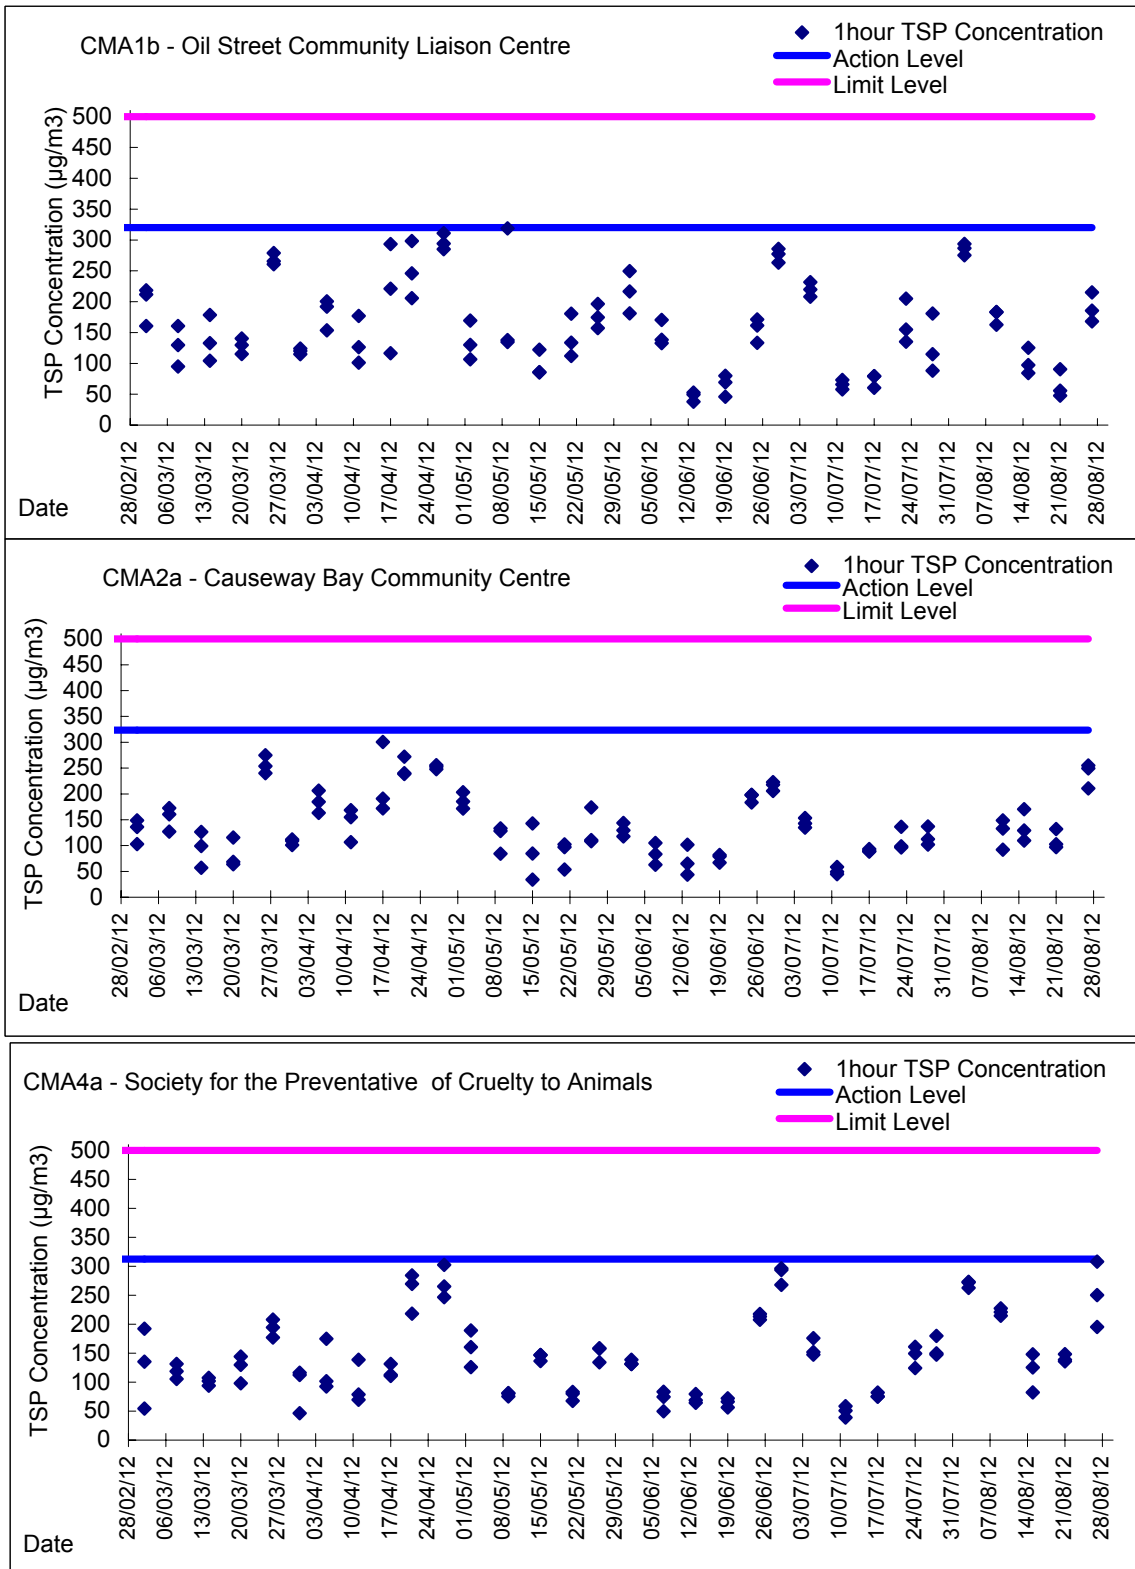 CMA1b - Oil Street Community Liaison Centre
1hour TSP Concentration
Action Level
Limit Level
TSP Concentration (µg/m3)
500
450
400
350
300
250
200
150
100
50
0
28/02/12 06/03/12 13/03/12 20/03/12 27/03/12 03/04/12 10/04/12 17/04/12 24/04/12 01/05/12 08/05/12 15/05/12 22/05/12 29/05/12 05/06/12 12/06/12 19/06/12 26/06/12 03/07/12 10/07/12 17/07/12 24/07/12 31/07/12 07/08/12 14/08/12 21/08/12 28/08/12
Date
CMA2a - Causeway Bay Community Centre
1hour TSP Concentration
Action Level
Limit Level
TSP Concentration (µg/m3)
500
450
400
350
300
250
200
150
100
50
0
28/02/12 06/03/12 13/03/12 20/03/12 27/03/12 03/04/12 10/04/12 17/04/12 24/04/12 01/05/12 08/05/12 15/05/12 22/05/12 29/05/12 05/06/12 12/06/12 19/06/12 26/06/12 03/07/12 10/07/12 17/07/12 24/07/12 31/07/12 07/08/12 14/08/12 21/08/12 28/08/12
Date
CMA4a - Society for the Preventative of Cruelty to Animals
1hour TSP Concentration
Action Level
Limit Level
TSP Concentration (µg/m3)
500
450
400
350
300
250
200
150
100
50
0
28/02/12 06/03/12 13/03/12 20/03/12 27/03/12 03/04/12 10/04/12 17/04/12 24/04/12 01/05/12 08/05/12 15/05/12 22/05/12 29/05/12 05/06/12 12/06/12 19/06/12 26/06/12 03/07/12 10/07/12 17/07/12 24/07/12 31/07/12 07/08/12 14/08/12 21/08/12 28/08/12
Date